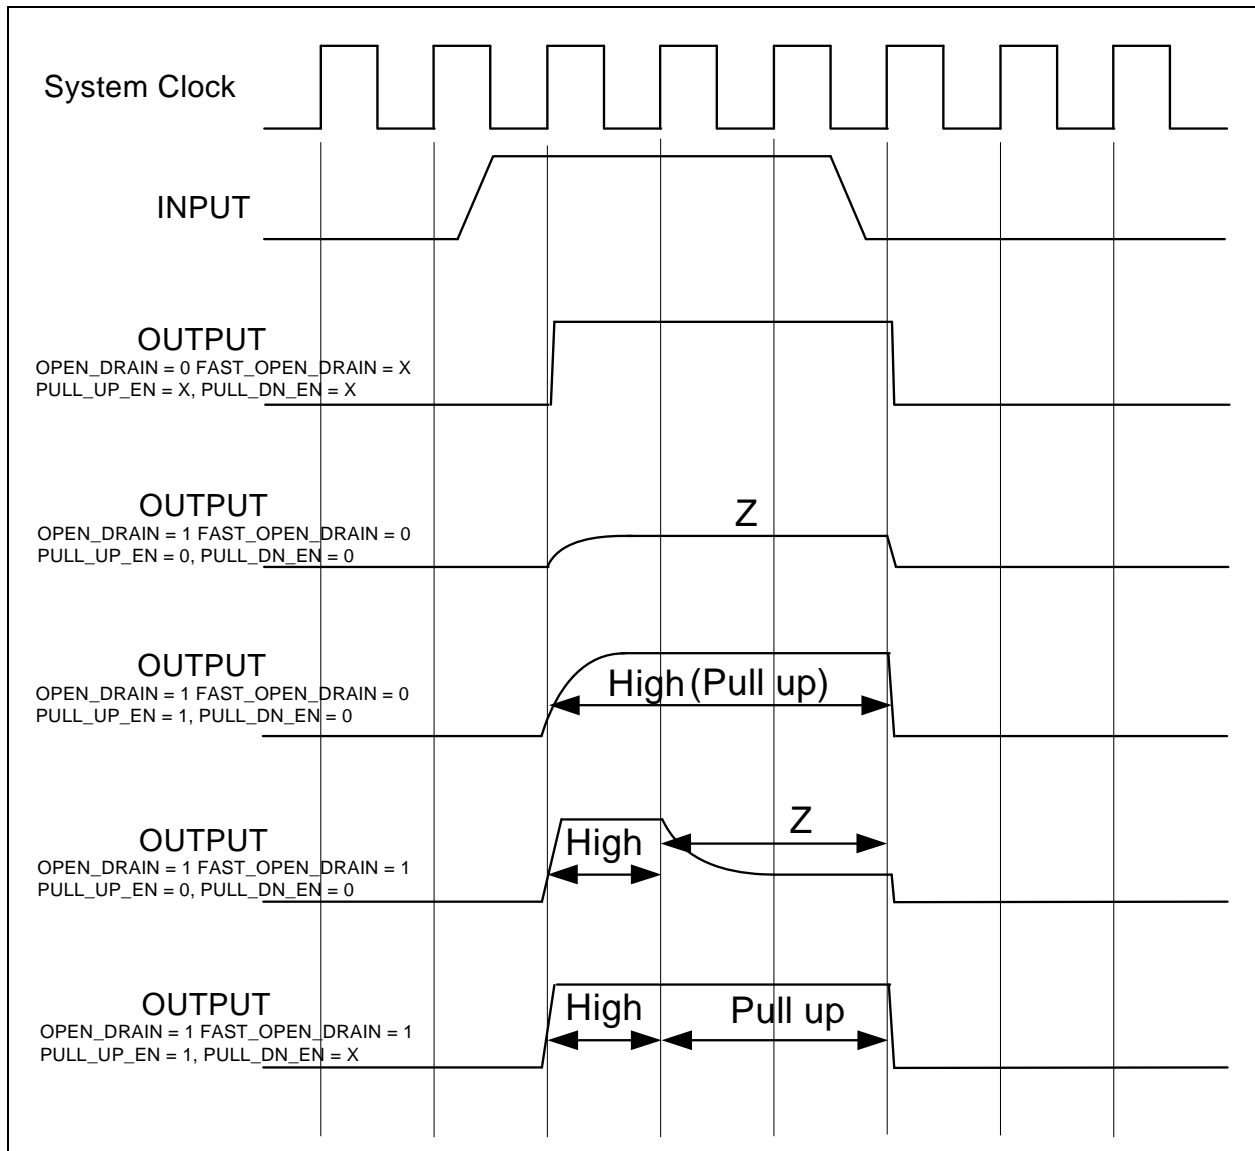 System Clock
INPUT
OUTPUT
OPEN_DRAIN = 0 FAST_OPEN_DRAIN = X
PULL_UP_EN = X, PULL_DN_EN = X
OUTPUT
OPEN_DRAIN = 1 FAST_OPEN_DRAIN = 0
PULL_UP_EN = 0, PULL_DN_EN = 0
Z
OUTPUT
OPEN_DRAIN = 1 FAST_OPEN_DRAIN = 0
PULL_UP_EN = 1, PULL_DN_EN = 0
High (Pull up)
OUTPUT
OPEN_DRAIN = 1 FAST_OPEN_DRAIN = 1
PULL_UP_EN = 0, PULL_DN_EN = 0
High
Z
OUTPUT
OPEN_DRAIN = 1 FAST_OPEN_DRAIN = 1
PULL_UP_EN = 1, PULL_DN_EN = X
High
Pull up